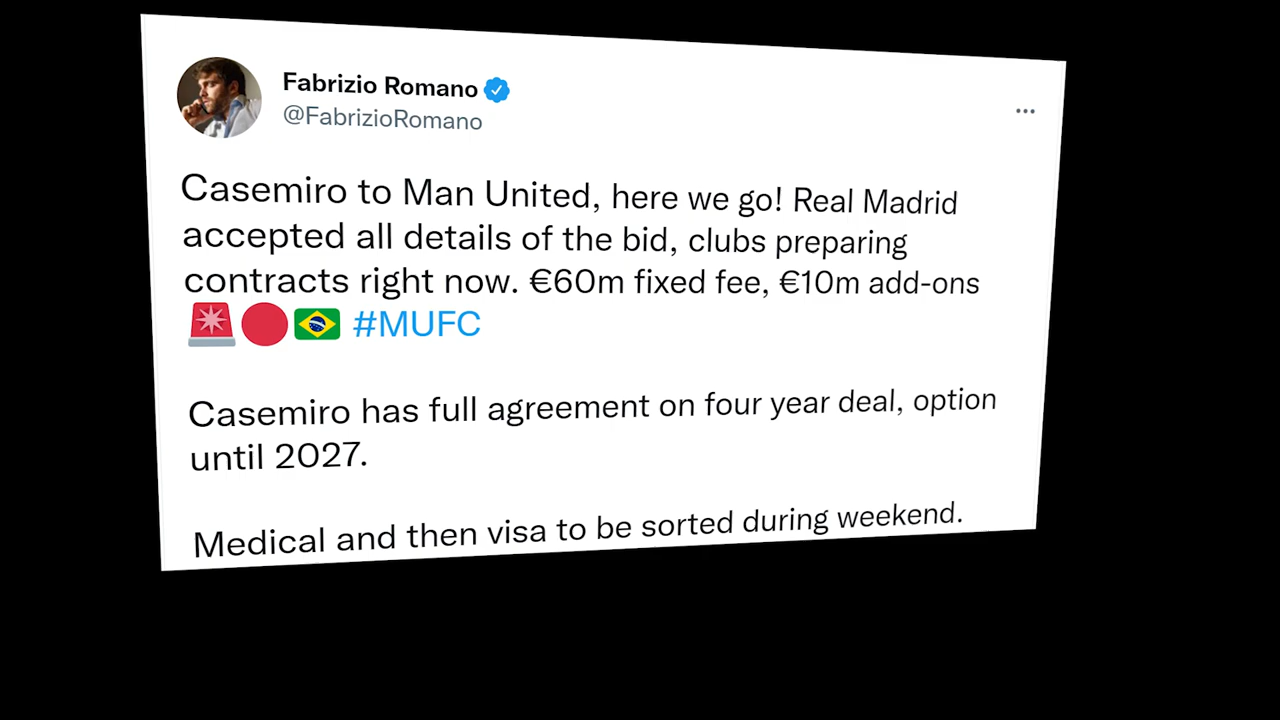 Fabrizio Romano
@FabrizioRomano
Casemiro to Man United, here we go! Real Madrid
accepted all details of the bid, clubs preparing
contracts right now. €60m fixed fee, €10m add-ons
🚨🔴🇧🇷 #MUFC
Casemiro has full agreement on four year deal, option
until 2027.
Medical and then visa to be sorted during weekend.